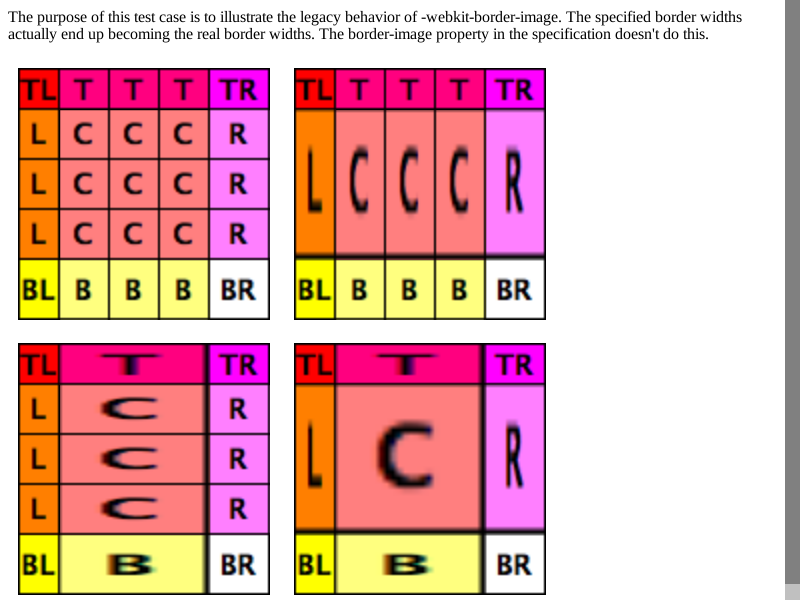 The purpose of this test case is to illustrate the legacy behavior of -webkit-border-image. The specified border widths
actually end up becoming the real border widths. The border-image property in the specification doesn't do this.
TL T T T TR TL T T T TR
L C C C R L C C C R
L C C C R
L C C C R
BL B B B BR BL B B B BR
TL T TR TL T TR
L C R L C R
L C R
L C R
BL B BR BL B BR